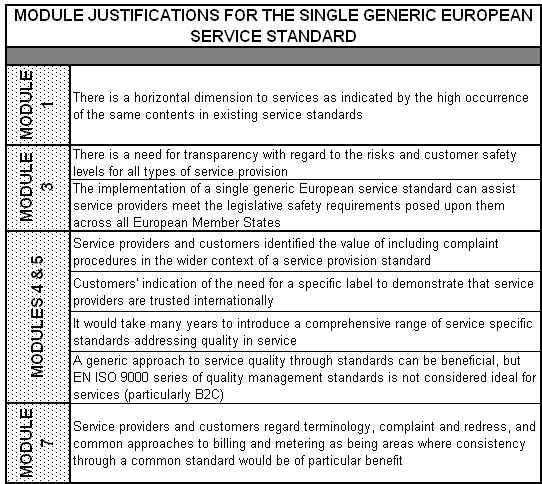 MODULE JUSTIFICATIONS FOR THE SINGLE GENERIC EUROPEAN
SERVICE STANDARD
MODULE
1
There is a horizontal dimension to services as indicated by the high occurrence
of the same contents in existing service standards
MODULE
3
There is a need for transparency with regard to the risks and customer safety
levels for all types of service provision
The implementation of a single generic European service standard can assist
service providers meet the legislative safety requirements posed upon them
across all European Member States
MODULES 4 & 5
Service providers and customers identified the value of including complaint
procedures in the wider context of a service provision standard
Customers' indication of the need for a specific label to demonstrate that service
providers are trusted internationally
It would take many years to introduce a comprehensive range of service specific
standards addressing quality in service
A generic approach to service quality through standards can be beneficial, but
EN ISO 9000 series of quality management standards is not considered ideal for
services (particularly B2C)
MODULE
7
Service providers and customers regard terminology, complaint and redress, and
common approaches to billing and metering as being areas where consistency
through a common standard would be of particular benefit